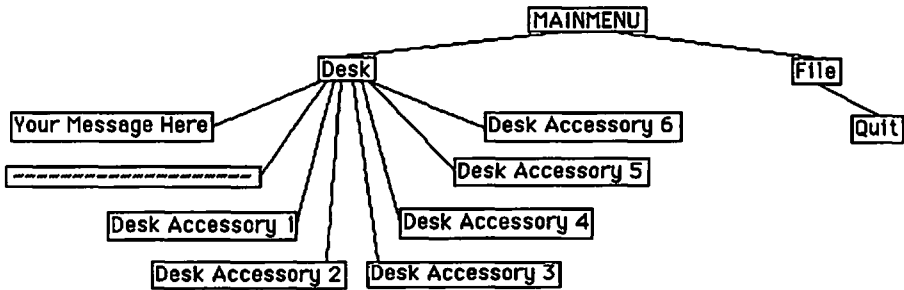 MAINMENU
Desk
File
Your Message Here
Desk Accessory 6
Quit
--------------------
Desk Accessory 5
Desk Accessory 1
Desk Accessory 4
Desk Accessory 2
Desk Accessory 3